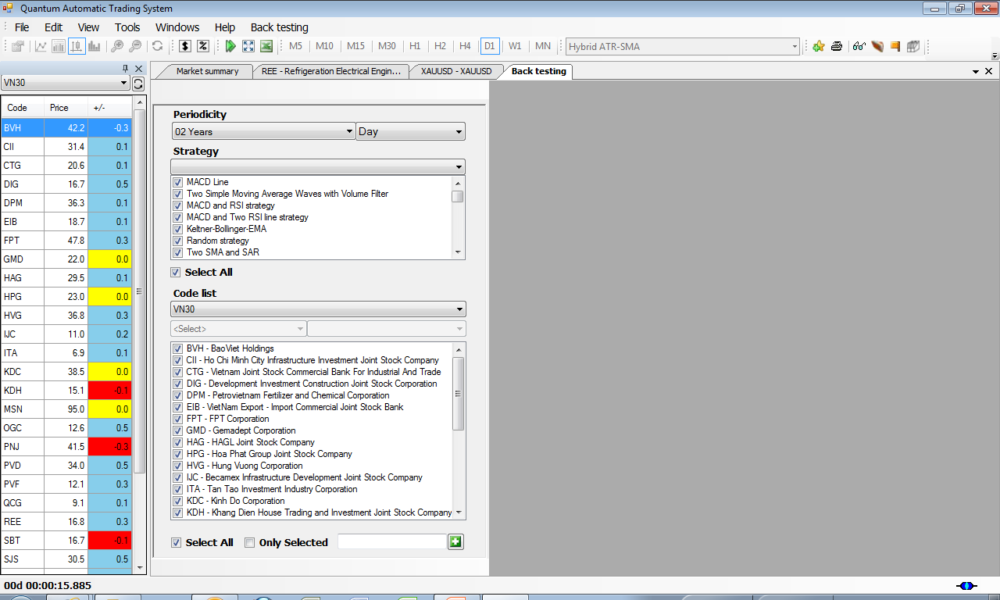 Quantum Automatic Trading System
File Edit View Tools Windows Help Back testing
$ % M5 M10 M15 M30 H1 H2 H4 D1 W1 MN Hybrid ATR-SMA
Market summary REE - Refrigeration Electrical Engin... XAUUSD - XAUUSD Back testing
VN30
Code Price +/-
BVH 42.2 -0.3
CII 31.4 0.1
CTG 20.6 0.1
DIG 16.7 0.5
DPM 36.3 0.1
EIB 18.7 0.1
FPT 47.8 0.3
GMD 22.0 0.0
HAG 29.5 0.1
HPG 23.0 0.0
HVG 36.8 0.3
IJC 11.0 0.2
ITA 6.9 0.1
KDC 38.5 0.0
KDH 15.1 -0.1
MSN 95.0 0.0
OGC 12.6 0.5
PNJ 41.5 -0.3
PVD 34.0 0.5
PVF 12.1 0.3
QCG 9.1 0.1
REE 16.8 0.3
SBT 16.7 -0.1
SJS 30.5 0.5
Periodicity
02 Years Day
Strategy
MACD Line
Two Simple Moving Average Waves with Volume Filter
MACD and RSI strategy
MACD and Two RSI line strategy
Keltner-Bollinger-EMA
Random strategy
Two SMA and SAR
Select All
Code list
VN30
<Select>
BVH - BaoViet Holdings
CII - Ho Chi Minh City Infrastructure Investment Joint Stock Company
CTG - Vietnam Joint Stock Commercial Bank For Industrial And Trade
DIG - Development Investment Construction Joint Stock Corporation
DPM - Petrovietnam Fertilizer and Chemical Corporation
EIB - VietNam Export - Import Commercial Joint Stock Bank
FPT - FPT Corporation
GMD - Gemadept Corporation
HAG - HAGL Joint Stock Company
HPG - Hoa Phat Group Joint Stock Company
HVG - Hung Vuong Corporation
IJC - Becamex Infrastructure Development Joint Stock Company
ITA - Tan Tao Investment Industry Corporation
KDC - Kinh Do Corporation
KDH - Khang Dien House Trading and Investment Joint Stock Company
Select All Only Selected
00d 00:00:15.885